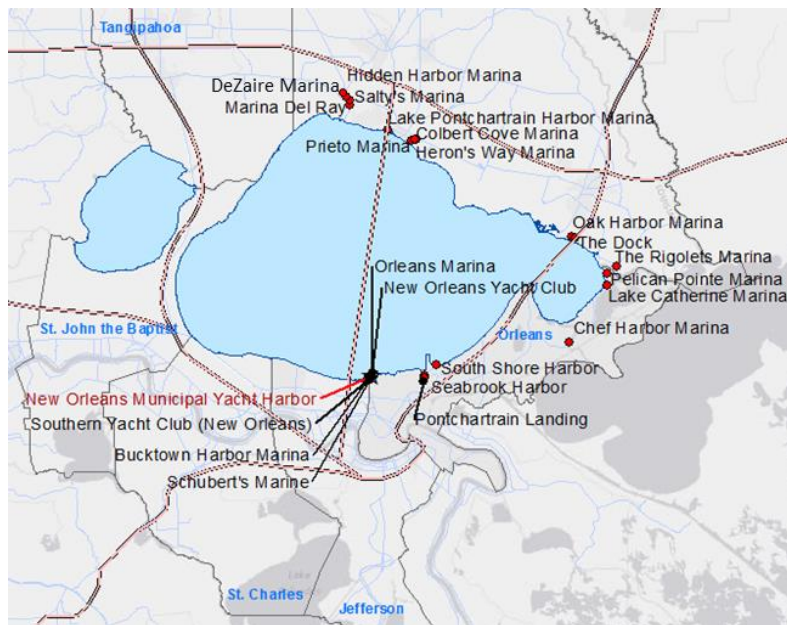 Tangipahoa
Hidden Harbor Marina
DeZaire Marina
Salty's Marina
Marina Del Ray
Lake Pontchartrain Harbor Marina
Colbert Cove Marina
Prieto Marina
Heron's Way Marina
Oak Harbor Marina
The Dock
The Rigolets Marina
Orleans Marina
Pelican Pointe Marina
New Orleans Yacht Club
Lake Catherine Marina
St. John the Baptist
Orleans
Chef Harbor Marina
South Shore Harbor
Seabrook Harbor
New Orleans Municipal Yacht Harbor
Southern Yacht Club (New Orleans)
Pontchartrain Landing
Bucktown Harbor Marina
Schubert's Marine
St. Charles
Jefferson